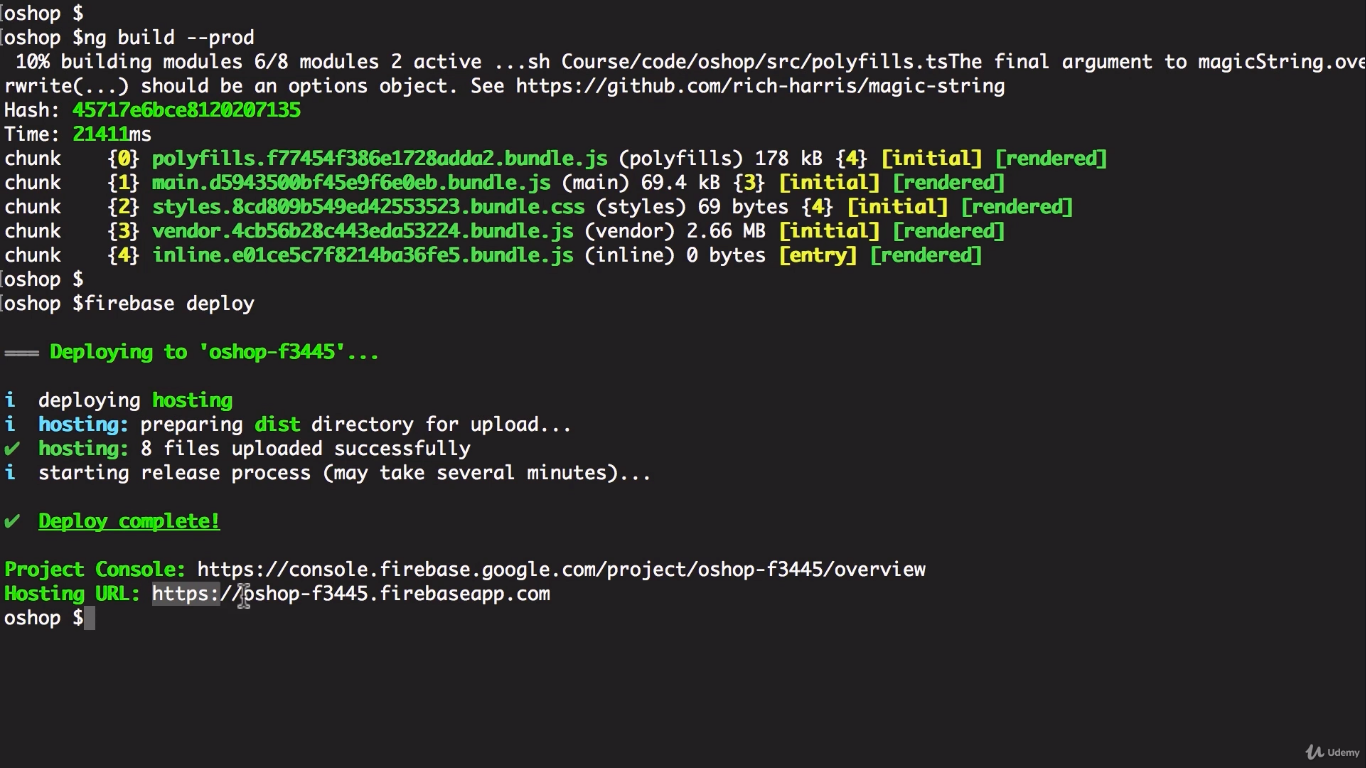 oshop $
oshop $ng build --prod
10% building modules 6/8 modules 2 active ...sh Course/code/oshop/src/polyfills.tsThe final argument to magicString.ove
rwrite(...) should be an options object. See https://github.com/rich-harris/magic-string
Hash: 45717e6bce8120207135
Time: 21411ms
chunk    {0} polyfills.f77454f386e1728adda2.bundle.js (polyfills) 178 kB {4} [initial] [rendered]
chunk    {1} main.d5943500bf45e9f6e0eb.bundle.js (main) 69.4 kB {3} [initial] [rendered]
chunk    {2} styles.8cd809b549ed42553523.bundle.css (styles) 69 bytes {4} [initial] [rendered]
chunk    {3} vendor.4cb56b28c443eda53224.bundle.js (vendor) 2.66 MB [initial] [rendered]
chunk    {4} inline.e01ce5c7f8214ba36fe5.bundle.js (inline) 0 bytes [entry] [rendered]
oshop $
oshop $firebase deploy
=== Deploying to 'oshop-f3445'...
i  deploying hosting
i  hosting: preparing dist directory for upload...
✔  hosting: 8 files uploaded successfully
i  starting release process (may take several minutes)...
✔  Deploy complete!
Project Console: https://console.firebase.google.com/project/oshop-f3445/overview
Hosting URL: https://oshop-f3445.firebaseapp.com
oshop $
Udemy